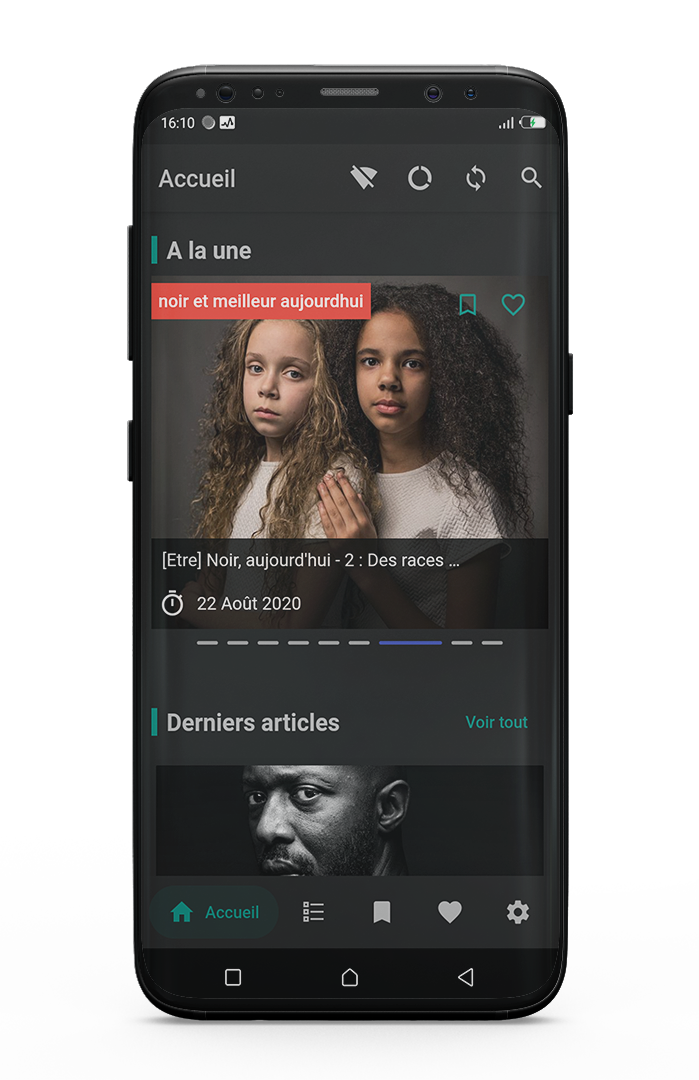 16:10
Accueil
A la une
noir et meilleur aujourdhui
[Etre] Noir, aujourd'hui - 2 : Des races ...
22 Août 2020
Derniers articles
Voir tout
Accueil